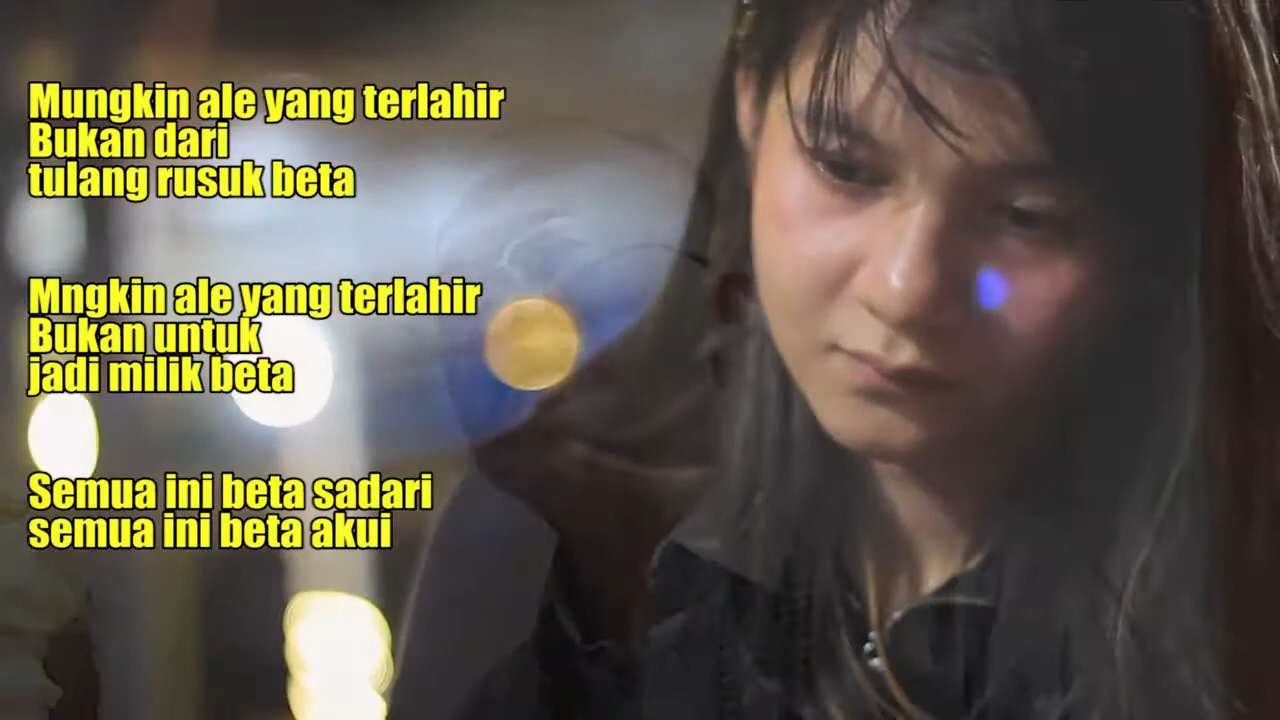 Mungkin ale yang terlahir
Bukan dari
tulang rusuk beta
Mngkin ale yang terlahir
Bukan untuk
jadi milik beta
Semua ini beta sadari
semua ini beta akui